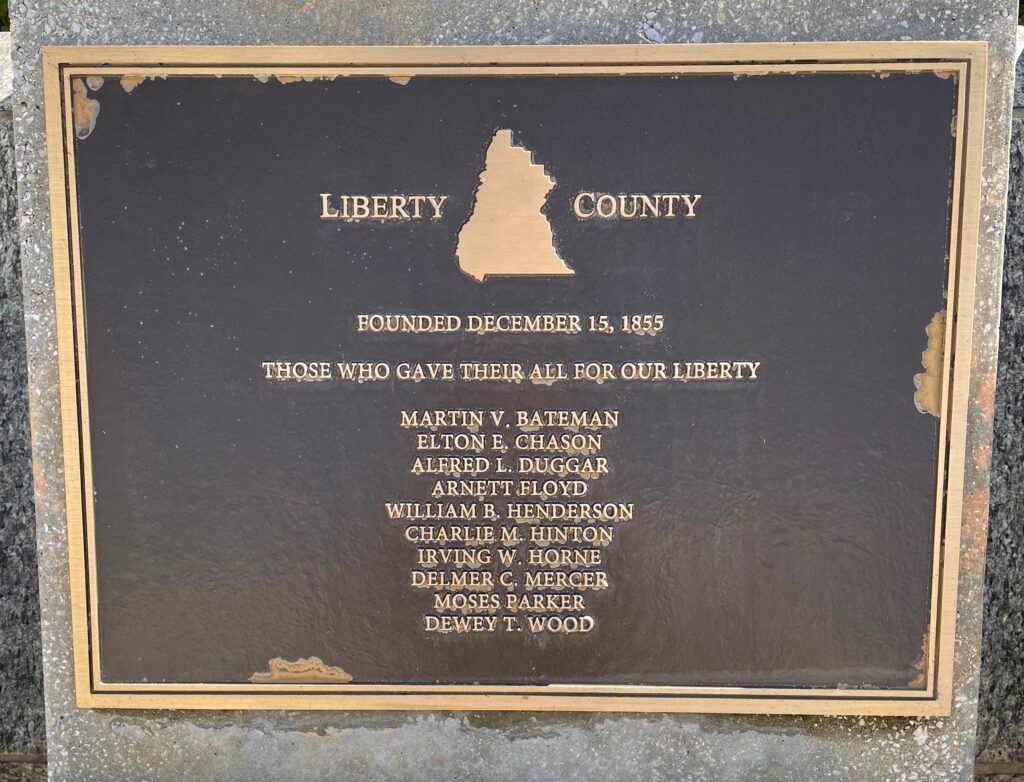 LIBERTY COUNTY
FOUNDED DECEMBER 15, 1855
THOSE WHO GAVE THEIR ALL FOR OUR LIBERTY
MARTIN V. BATEMAN
ELTON E. CHASON
ALFRED L. DUGGAR
ARNETT FLOYD
WILLIAM B. HENDERSON
CHARLIE M. HINTON
IRVING W. HORNE
DELMER C. MERCER
MOSES PARKER
DEWEY T. WOOD